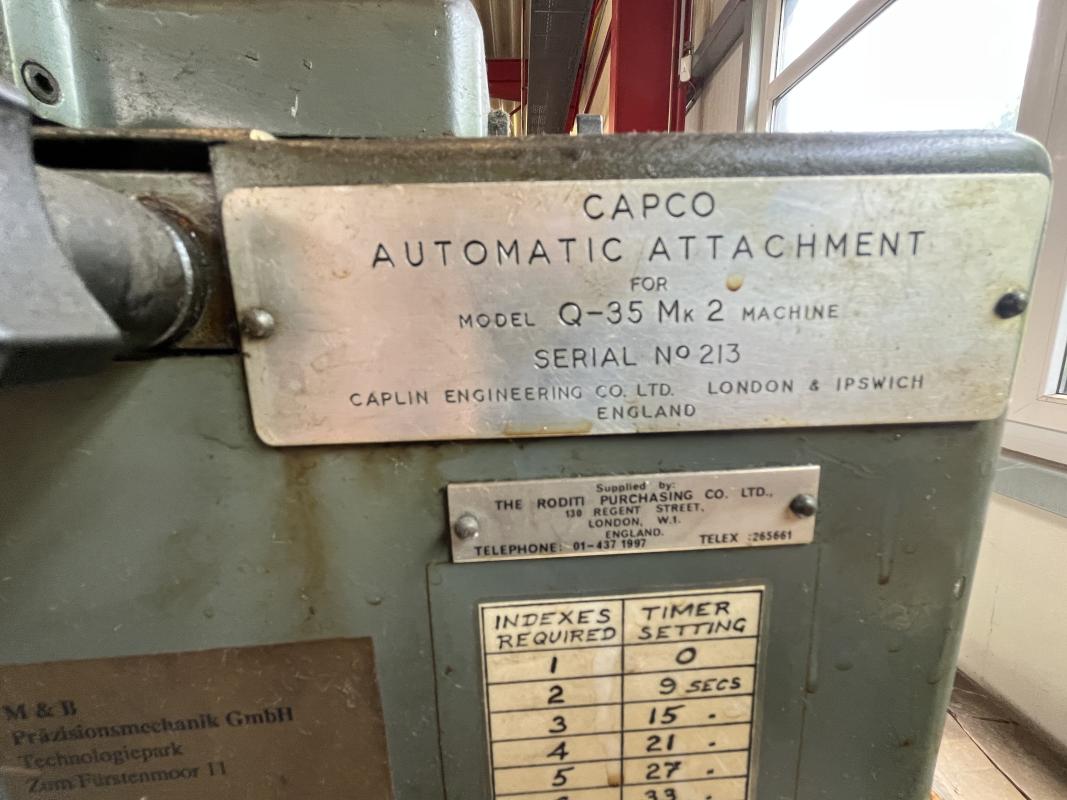 CAPCO
AUTOMATIC ATTACHMENT
FOR
MODEL Q-35 MK 2 MACHINE
SERIAL Nº 213
CAPLIN ENGINEERING CO. LTD. LONDON & IPSWICH
ENGLAND
Supplied by:
THE RODITI PURCHASING CO. LTD.,
130 REGENT STREET,
LONDON, W.1.
ENGLAND.
TELEPHONE: 01-437 1997 TELEX :265661
INDEXES REQUIRED TIMER SETTING
1 0
2 9 SECS
3 15 "
4 21 "
5 27 "
33 "
M & B
Präzisionsmechanik GmbH
Technologiepark
Zum Fürstenmoor 11